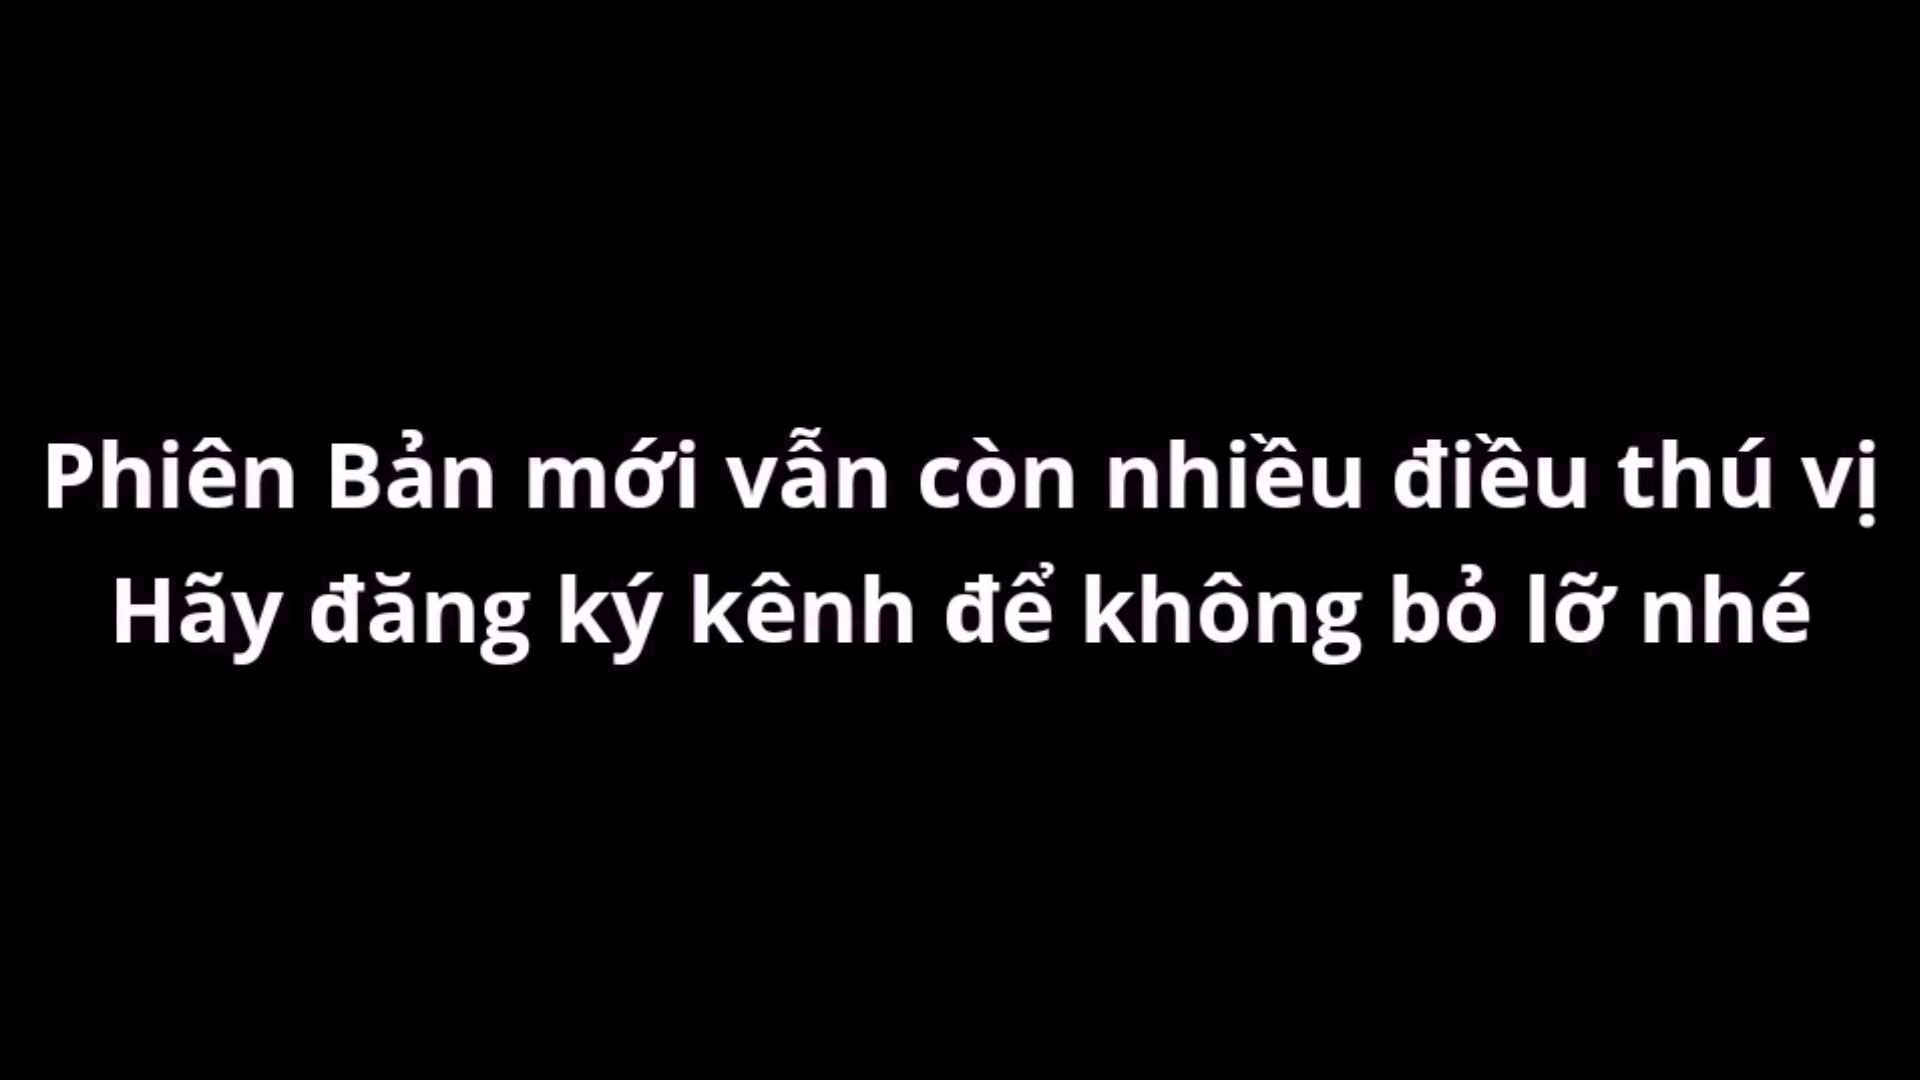 Phiên Bản mới vẫn còn nhiều điều thú vị
Hãy đăng ký kênh để không bỏ lỡ nhé